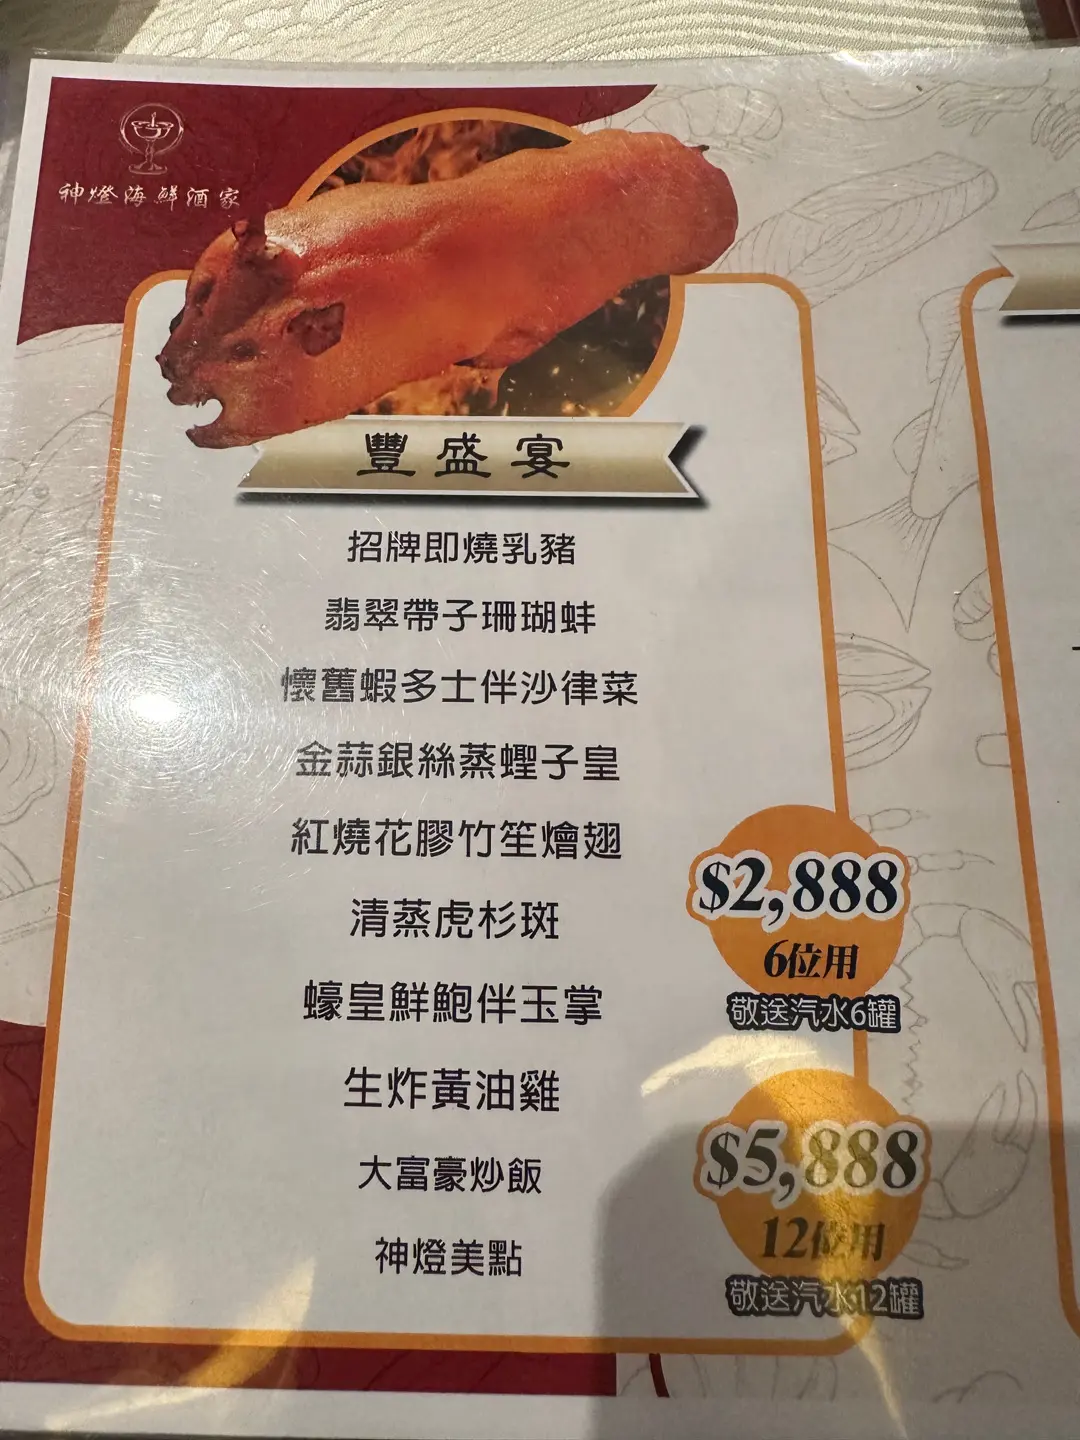 神燈海鮮酒家
豐盛宴
招牌即燒乳豬
翡翠帶子珊瑚蚌
懷舊蝦多士伴沙律菜
金蒜銀絲蒸蟶子皇
紅燒花膠竹笙燴翅
清蒸虎杉斑
蠔皇鮮鮑伴玉掌
生炸黃油雞
大富豪炒飯
神燈美點
$2,888
6位用
敬送汽水6罐
$5,888
12位用
敬送汽水12罐